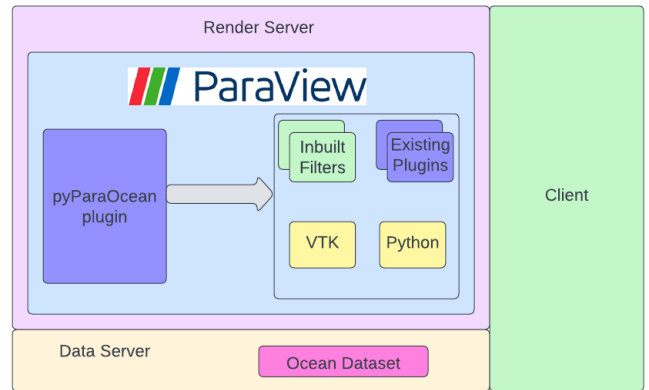 Render Server
ParaView
pyParaOcean
plugin
Inbuilt
Filters
Existing
Plugins
VTK
Python
Client
Data Server
Ocean Dataset